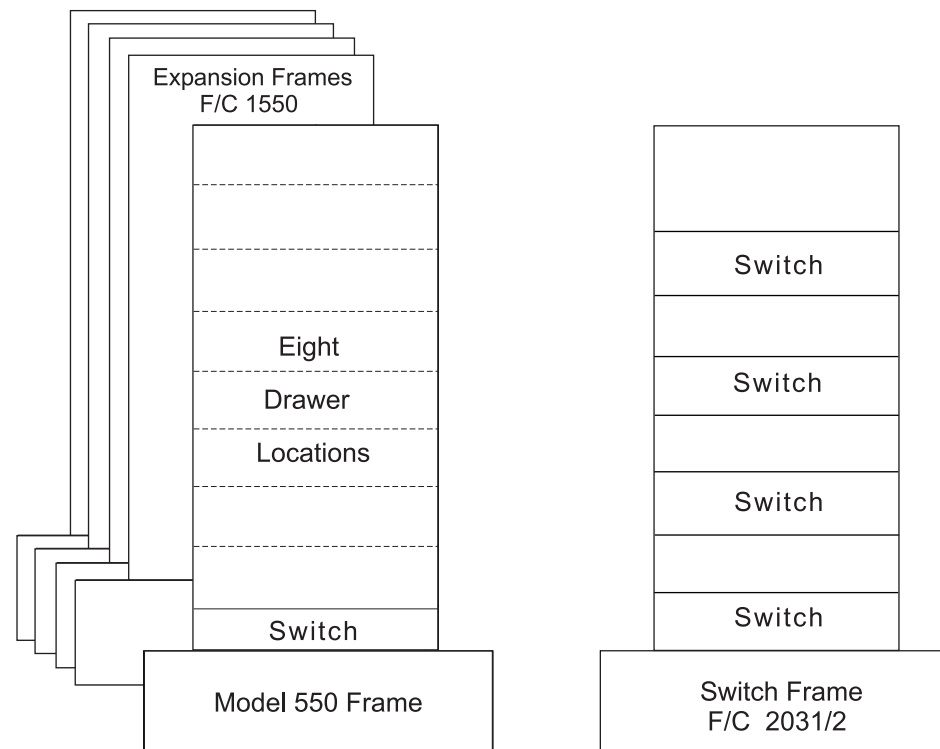 Expansion Frames
F/C 1550
Eight
Drawer
Locations
Switch
Model 550 Frame
Switch
Switch
Switch
Switch
Switch Frame
F/C 2031/2